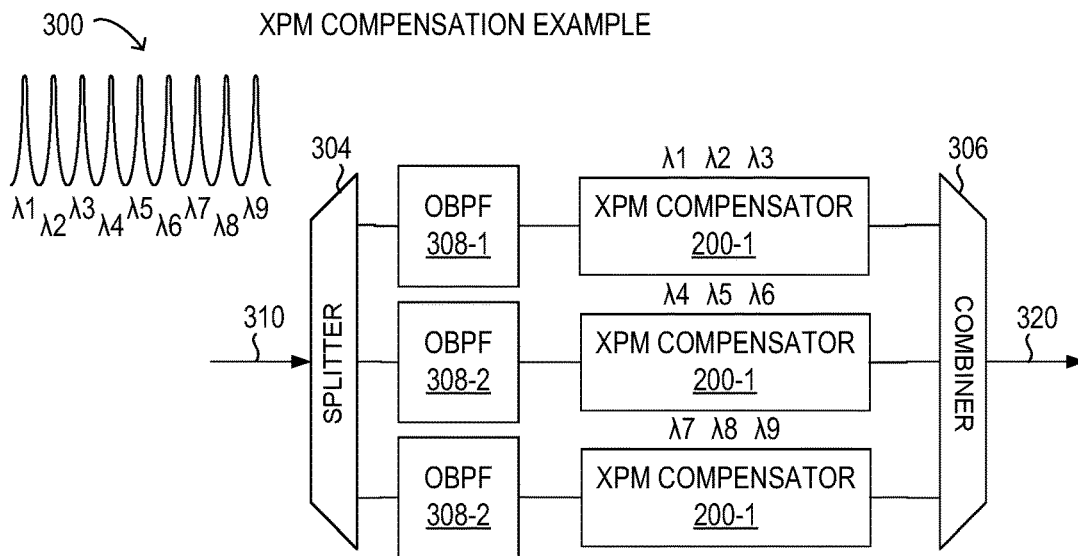 300
XPM COMPENSATION EXAMPLE
λ1 λ2 λ3 λ4 λ5 λ6 λ7 λ8 λ9
304
SPLITTER
310
OBPF
308-1
λ1 λ2 λ3
XPM COMPENSATOR
200-1
OBPF
308-2
λ4 λ5 λ6
XPM COMPENSATOR
200-1
OBPF
308-2
λ7 λ8 λ9
XPM COMPENSATOR
200-1
306
COMBINER
320